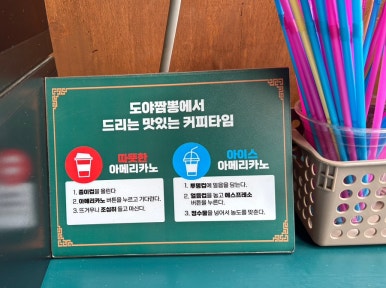 도야짬뽕에서
드리는 맛있는 커피타임
따뜻한
아메리카노
1. 종이컵을 올린다
2. 아메리카노 버튼을 누르고 기다린다.
3. 뜨거우니 조심히 들고 마신다.
아이스
아메리카노
1. 투명컵에 얼음을 담는다.
2. 얼음컵을 놓고 에스프레소
버튼을 누른다.
3. 정수물을 넣어서 농도를 맞춘다.